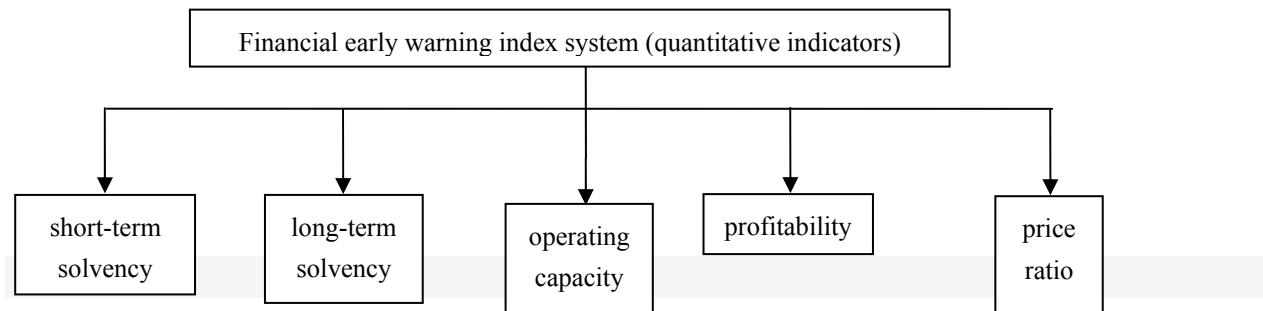 Financial early warning index system (quantitative indicators)
short-term
solvency
long-term
solvency
operating
capacity
profitability
price
ratio